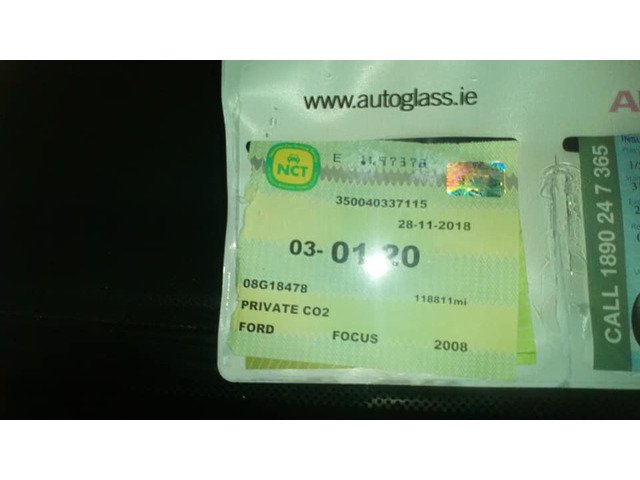 www.autoglass.ie
A
NCT
E
350040337115
28-11-2018
03-01-20
08G18478
118811mi
PRIVATE CO2
FORD FOCUS 2008
CALL 1890 24 7 365